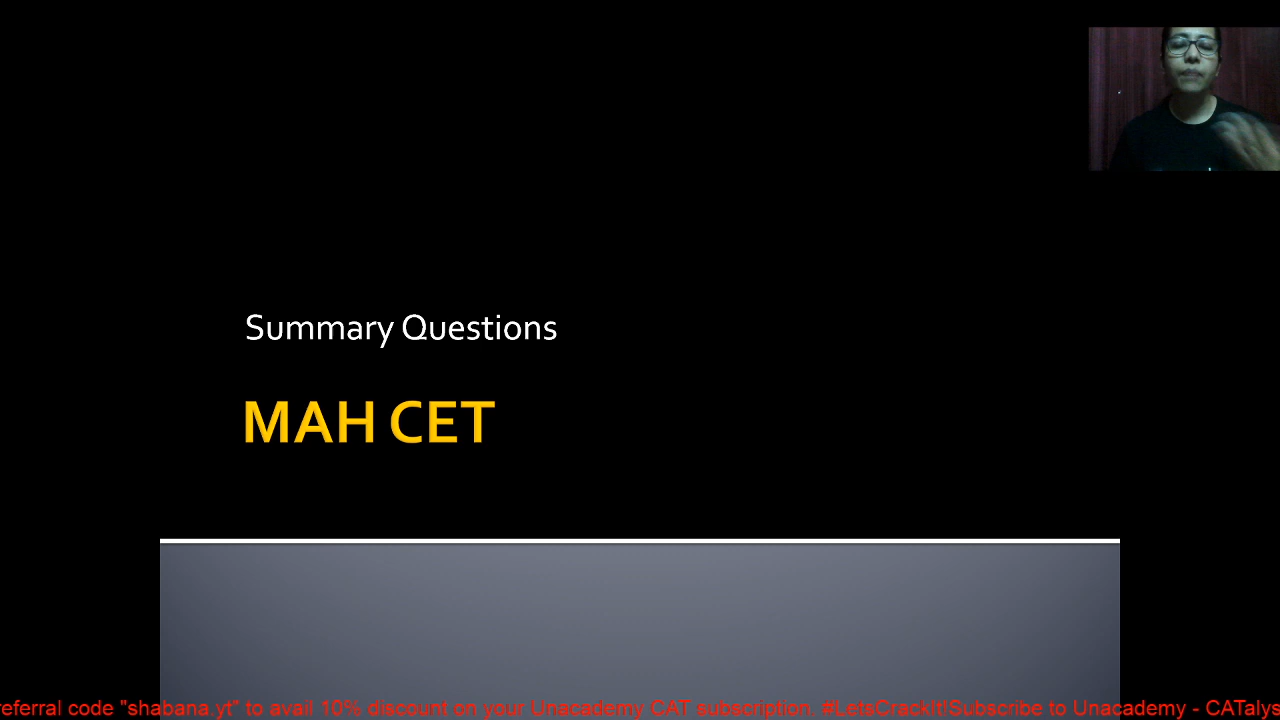 Summary Questions
MAH CET
referral code "shabana.yt" to avail 10% discount on your Unacademy CAT subscription. #LetsCrackIt!Subscribe to Unacademy - CATalys